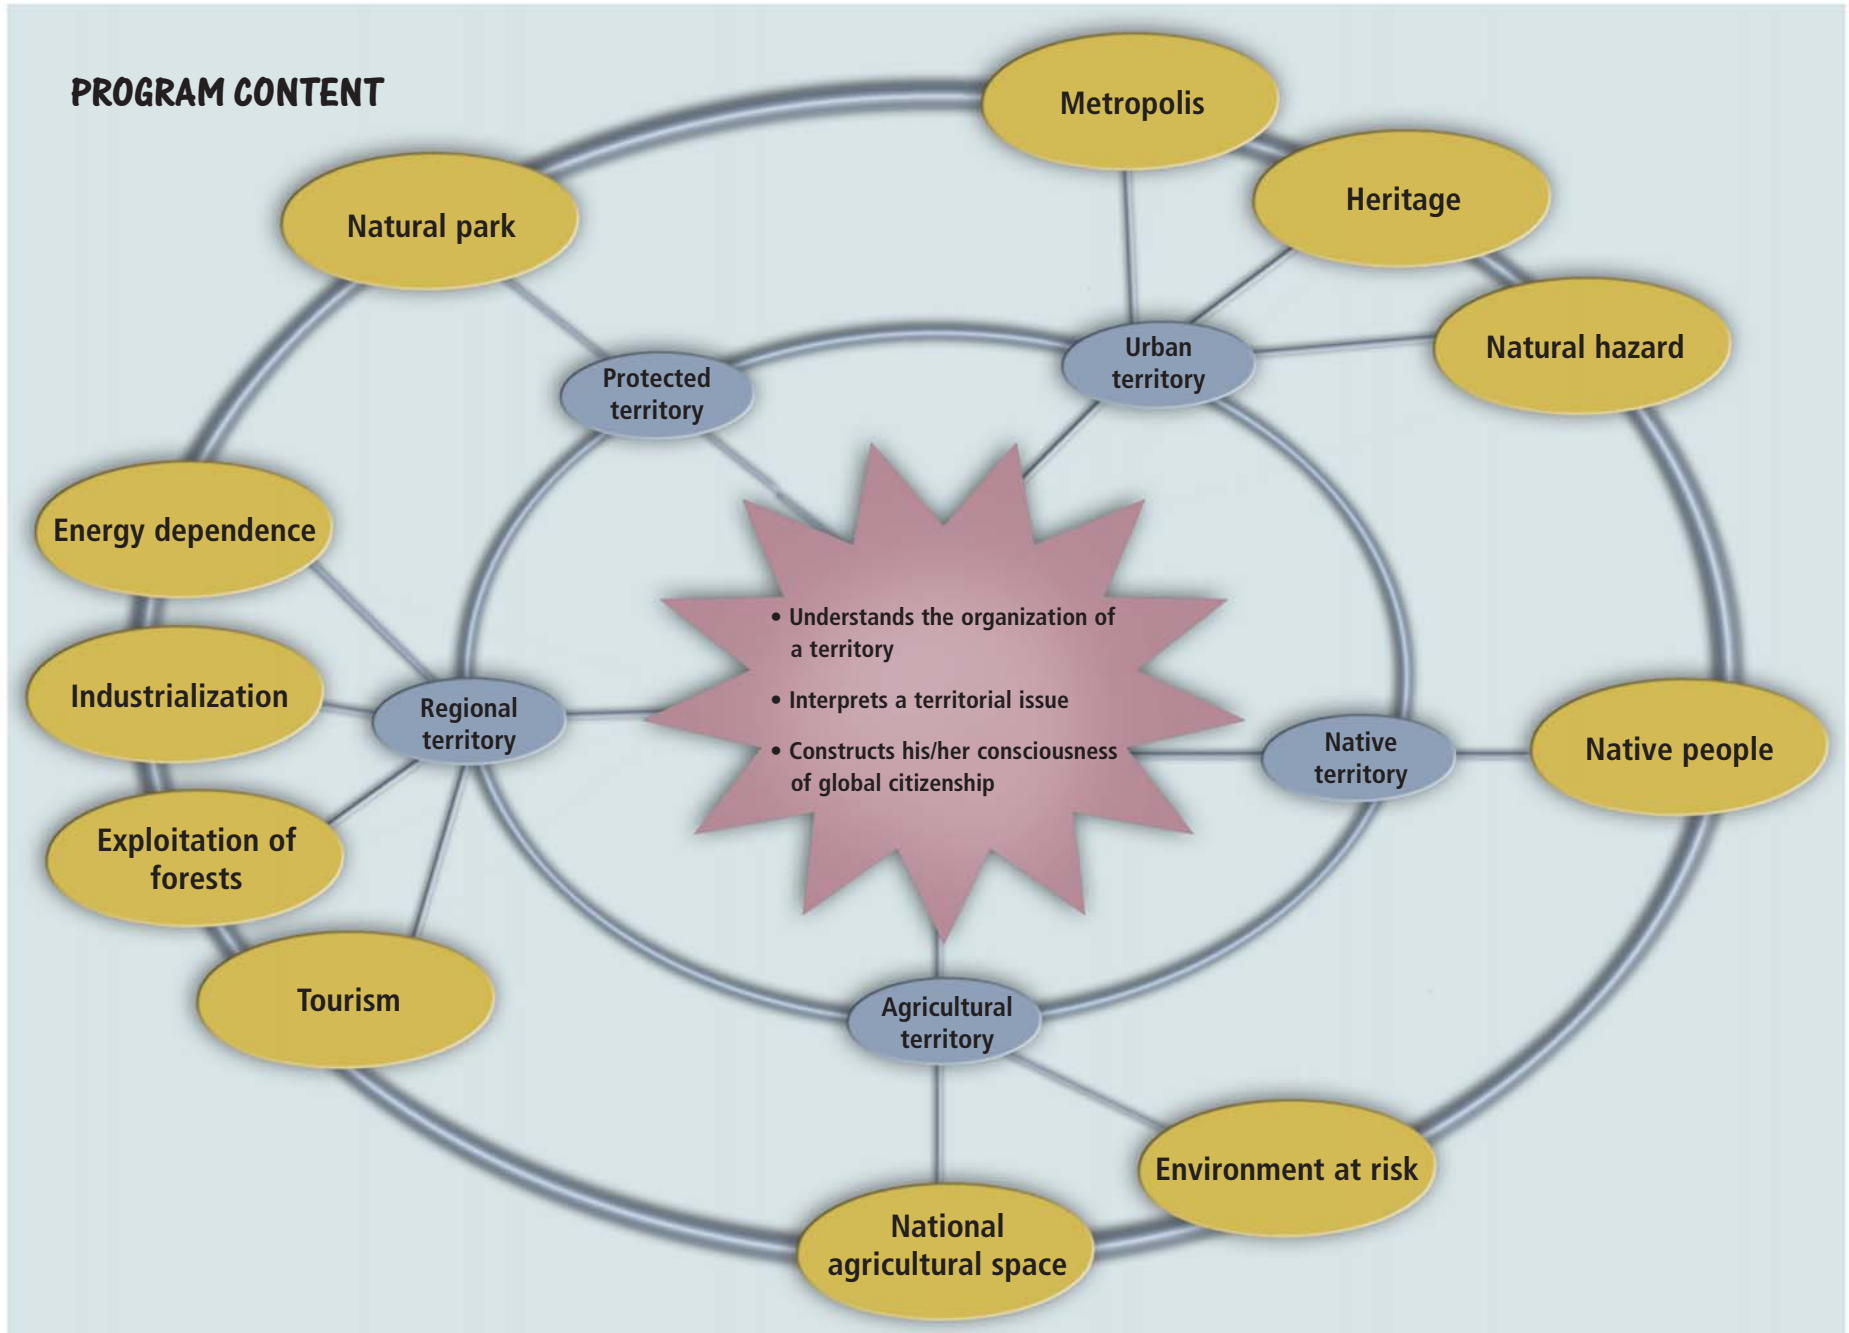 PROGRAM CONTENT
Metropolis
Heritage
Natural park
Natural hazard
Urban
territory
Protected
territory
Energy dependence
• Understands the organization of
a territory
Industrialization
• Interprets a territorial issue
Regional
territory
• Constructs his/her consciousness
of global citizenship
Native
territory
Native people
Exploitation of
forests
Tourism
Agricultural
territory
Environment at risk
National
agricultural space